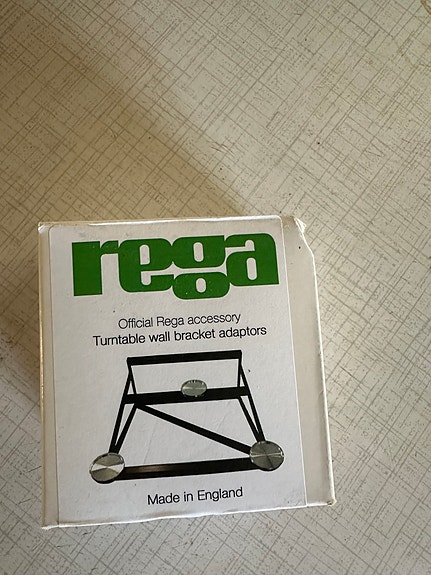 rega
Official Rega accessory
Turntable wall bracket adaptors
Made in England